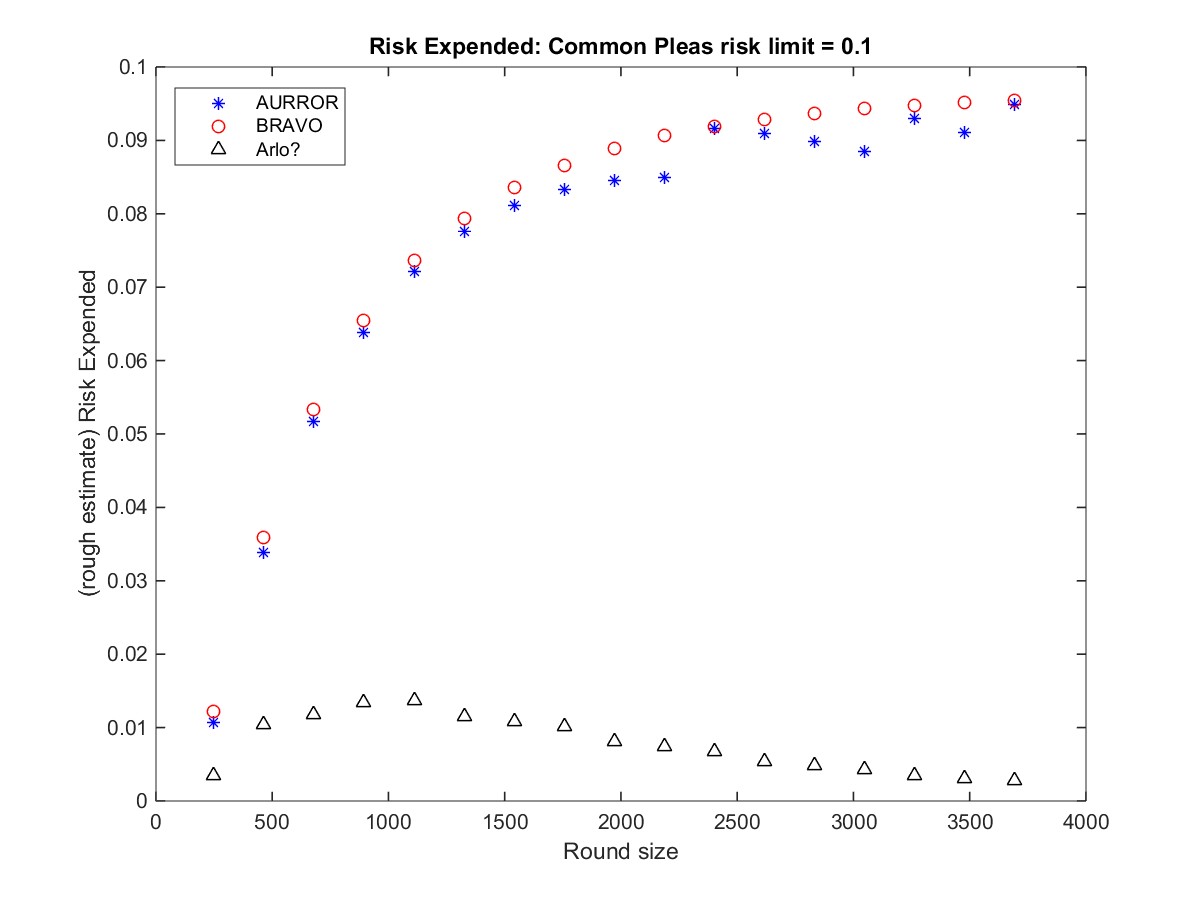 Risk Expended: Common Pleas risk limit = 0.1
0.1
0.09
0.08
0.07
0.06
0.05
0.04
0.03
0.02
0.01
0
(rough estimate) Risk Expended
AURROR
BRAVO
Arlo?
0 500 1000 1500 2000 2500 3000 3500 4000
Round size